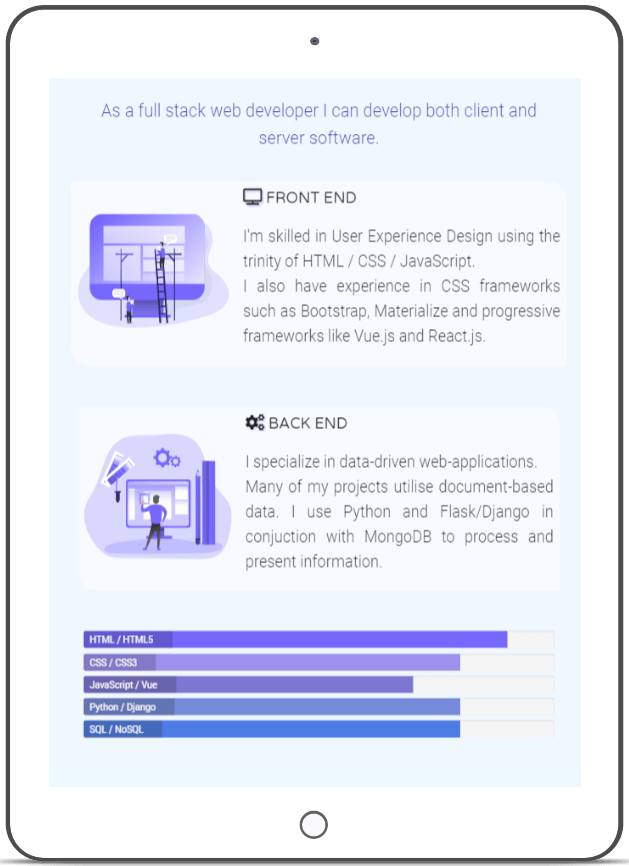 As a full stack web developer I can develop both client and
server software.
FRONT END
I'm skilled in User Experience Design using the
trinity of HTML / CSS / JavaScript.
I also have experience in CSS frameworks
such as Bootstrap, Materialize and progressive
frameworks like Vue.js and React.js.
BACK END
I specialize in data-driven web-applications.
Many of my projects utilise document-based
data. I use Python and Flask/Django in
conjuction with MongoDB to process and
present information.
HTML / HTML5
CSS / CSS3
JavaScript / Vue
Python / Django
SQL / NoSQL